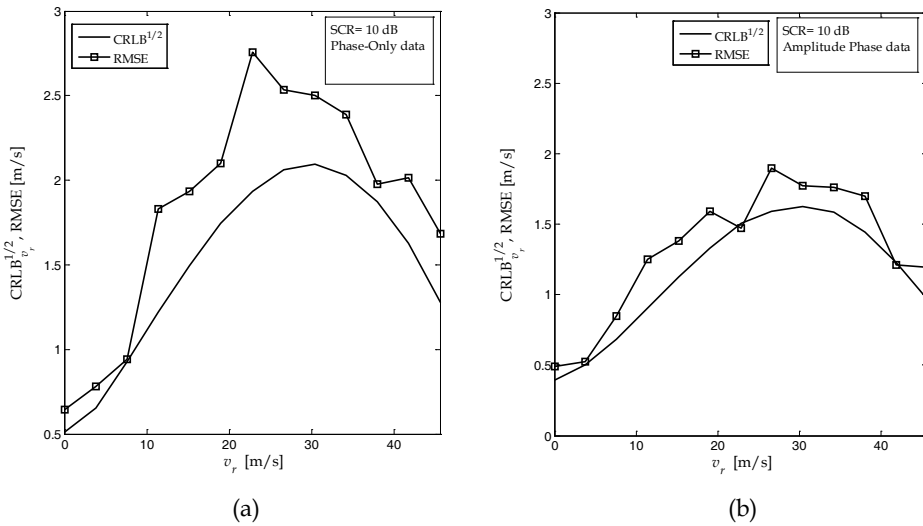 CRLB^1/2
RMSE
SCR= 10 dB
Phase-Only data
3
2.5
2
1.5
1
0.5
0
10
20
30
40
CRLB_{v_r}^{1/2}, RMSE [m/s]
v_r [m/s]
(a)
CRLB^1/2
RMSE
SCR= 10 dB
Amplitude Phase data
3
2.5
2
1.5
1
0.5
0
0
10
20
30
40
CRLB_{v_r}^{1/2}, RMSE [m/s]
v_r [m/s]
(b)